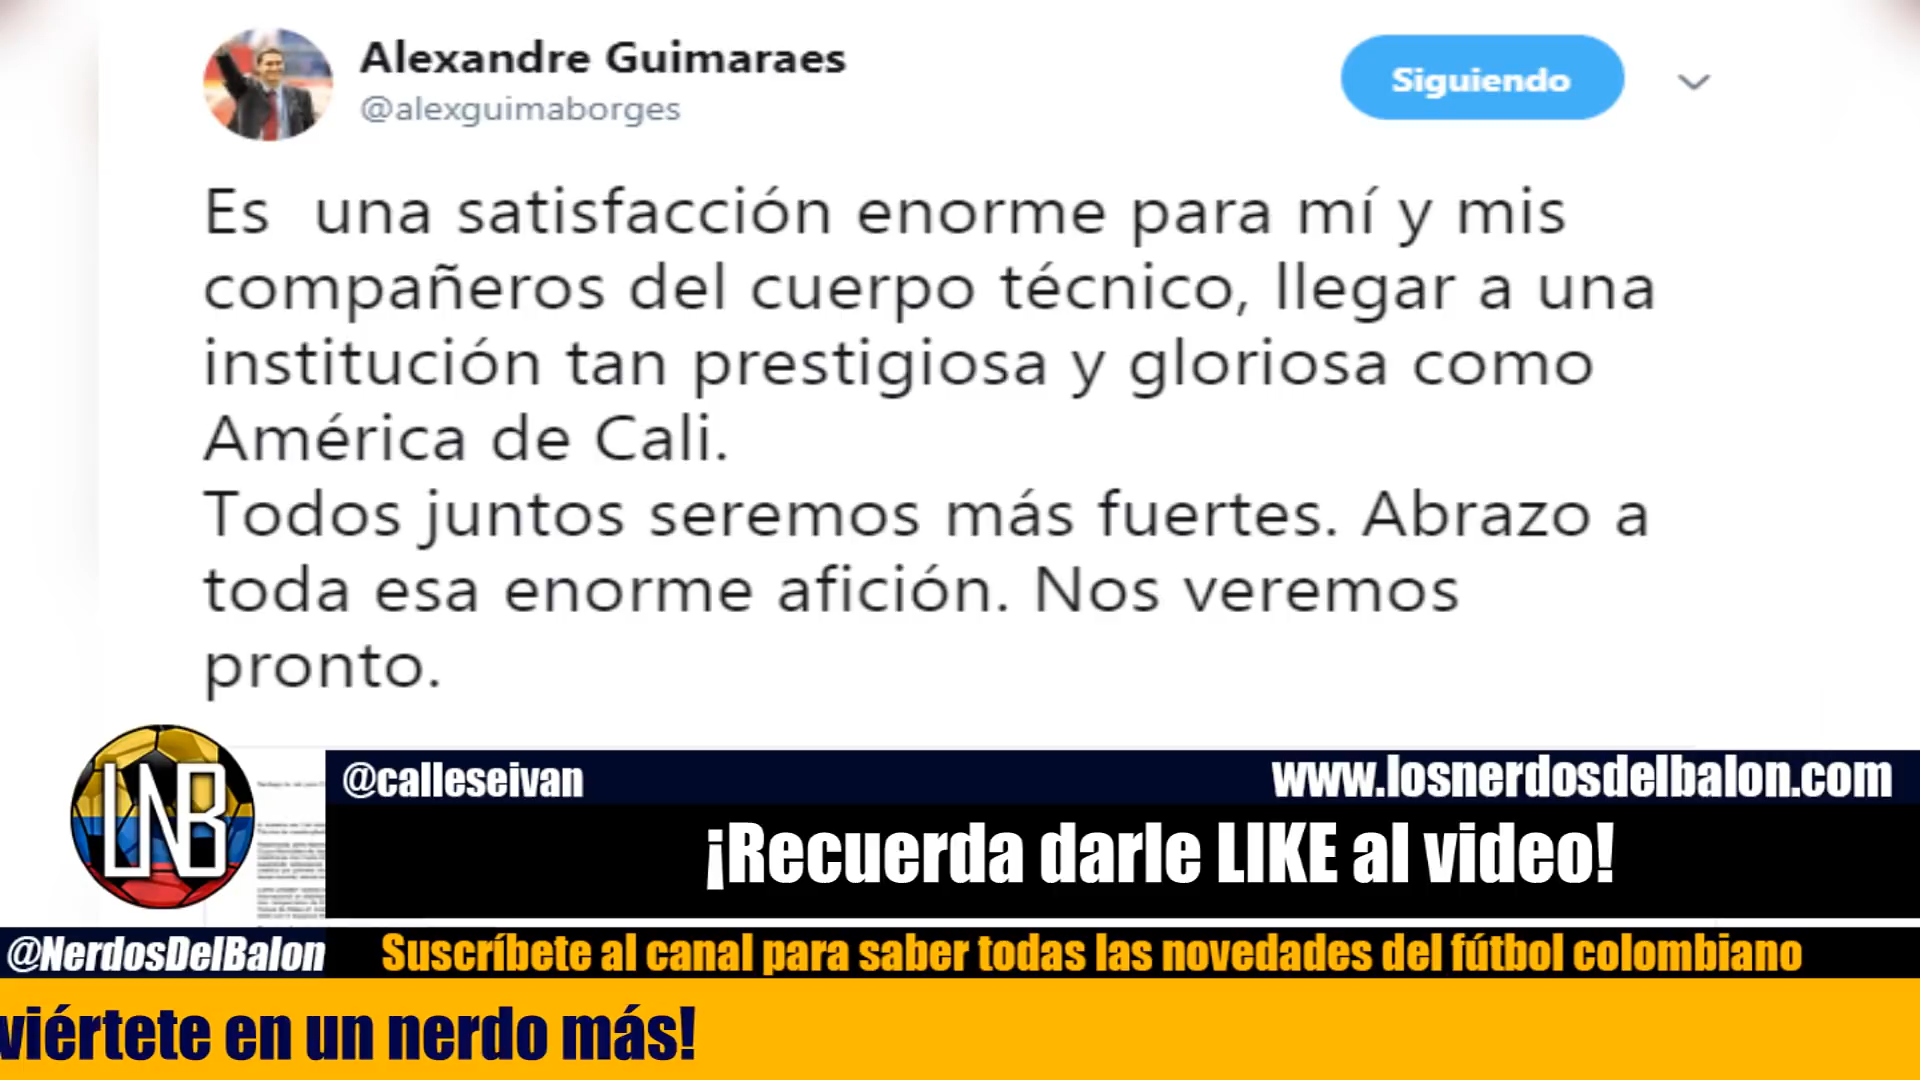 Alexandre Guimaraes
@alexguimaborges
Siguiendo
Es una satisfacción enorme para mí y mis
compañeros del cuerpo técnico, llegar a una
institución tan prestigiosa y gloriosa como
América de Cali.
Todos juntos seremos más fuertes. Abrazo a
toda esa enorme afición. Nos veremos
pronto.
LNB
@calleseivan
www.losnerdosdelbalon.com
¡Recuerda darle LIKE al video!
@NerdosDelBalon
Suscríbete al canal para saber todas las novedades del fútbol colombiano
viértete en un nerdo más!